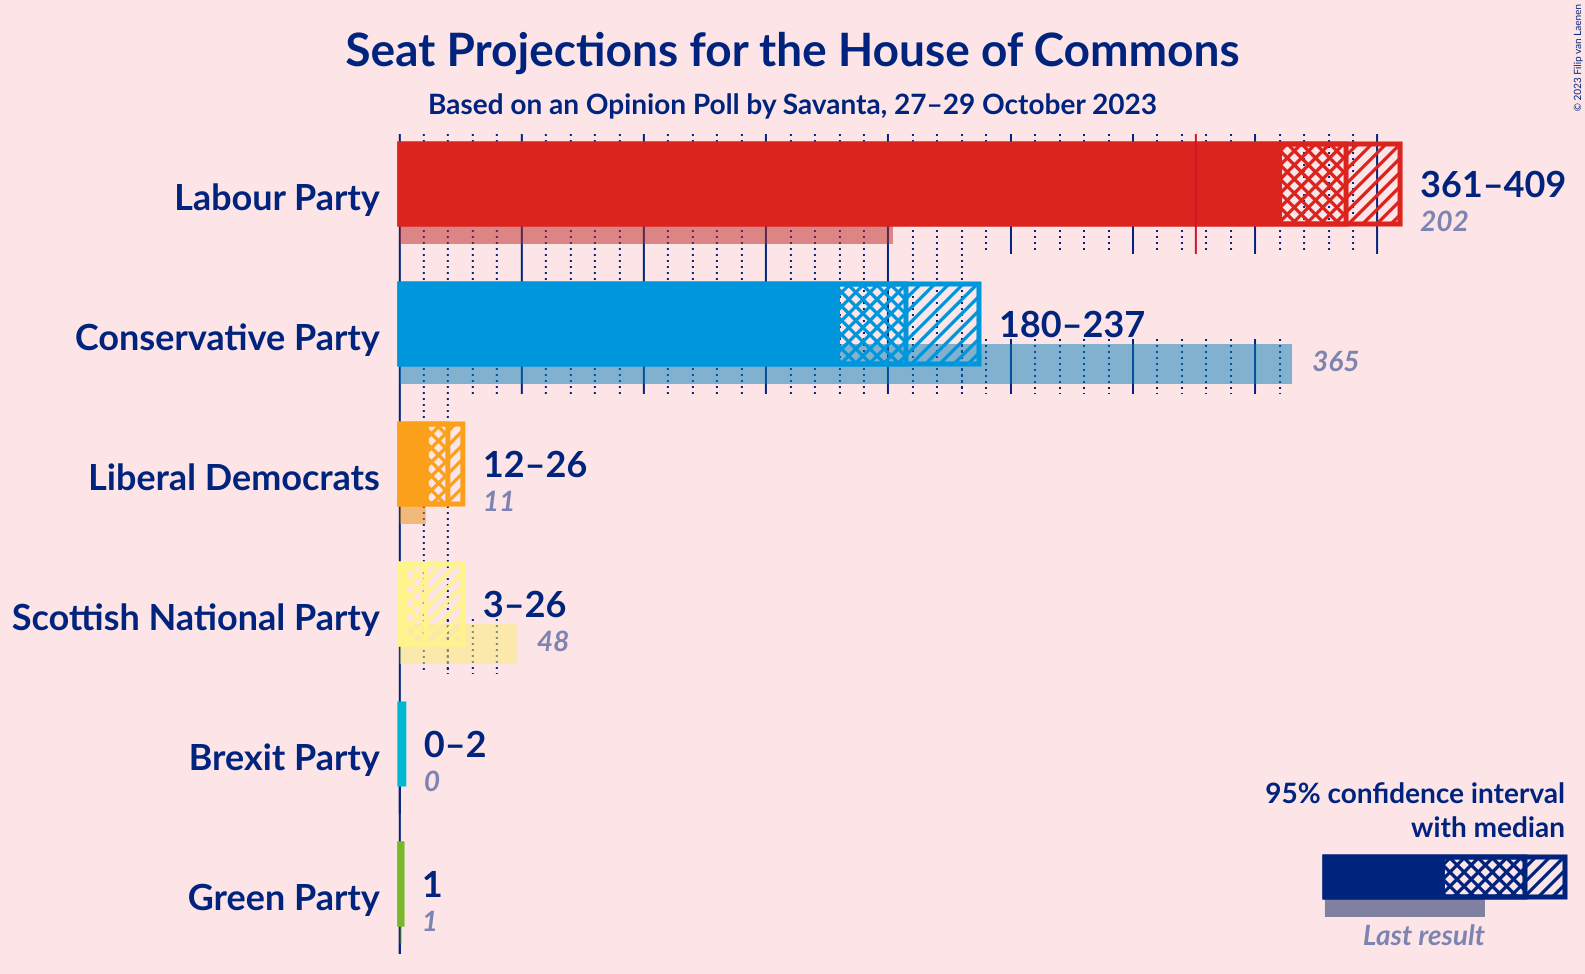 Seat Projections for the House of Commons
Based on an Opinion Poll by Savanta, 27–29 October 2023
© 2023 Filip van Laenen
Labour Party
361–409
202
Conservative Party
180–237
365
Liberal Democrats
12–26
11
Scottish National Party
3–26
48
Brexit Party
0–2
0
Green Party
1
1
95% confidence interval
with median
Last result